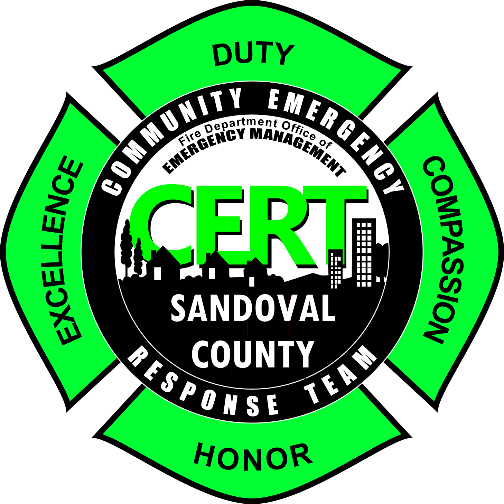 DUTY
COMMUNITY EMERGENCY
Fire Department Office of
EMERGENCY MANAGEMENT
EXCELLENCE
COMPASSION
CERT
SANDOVAL
COUNTY
RESPONSE TEAM
HONOR